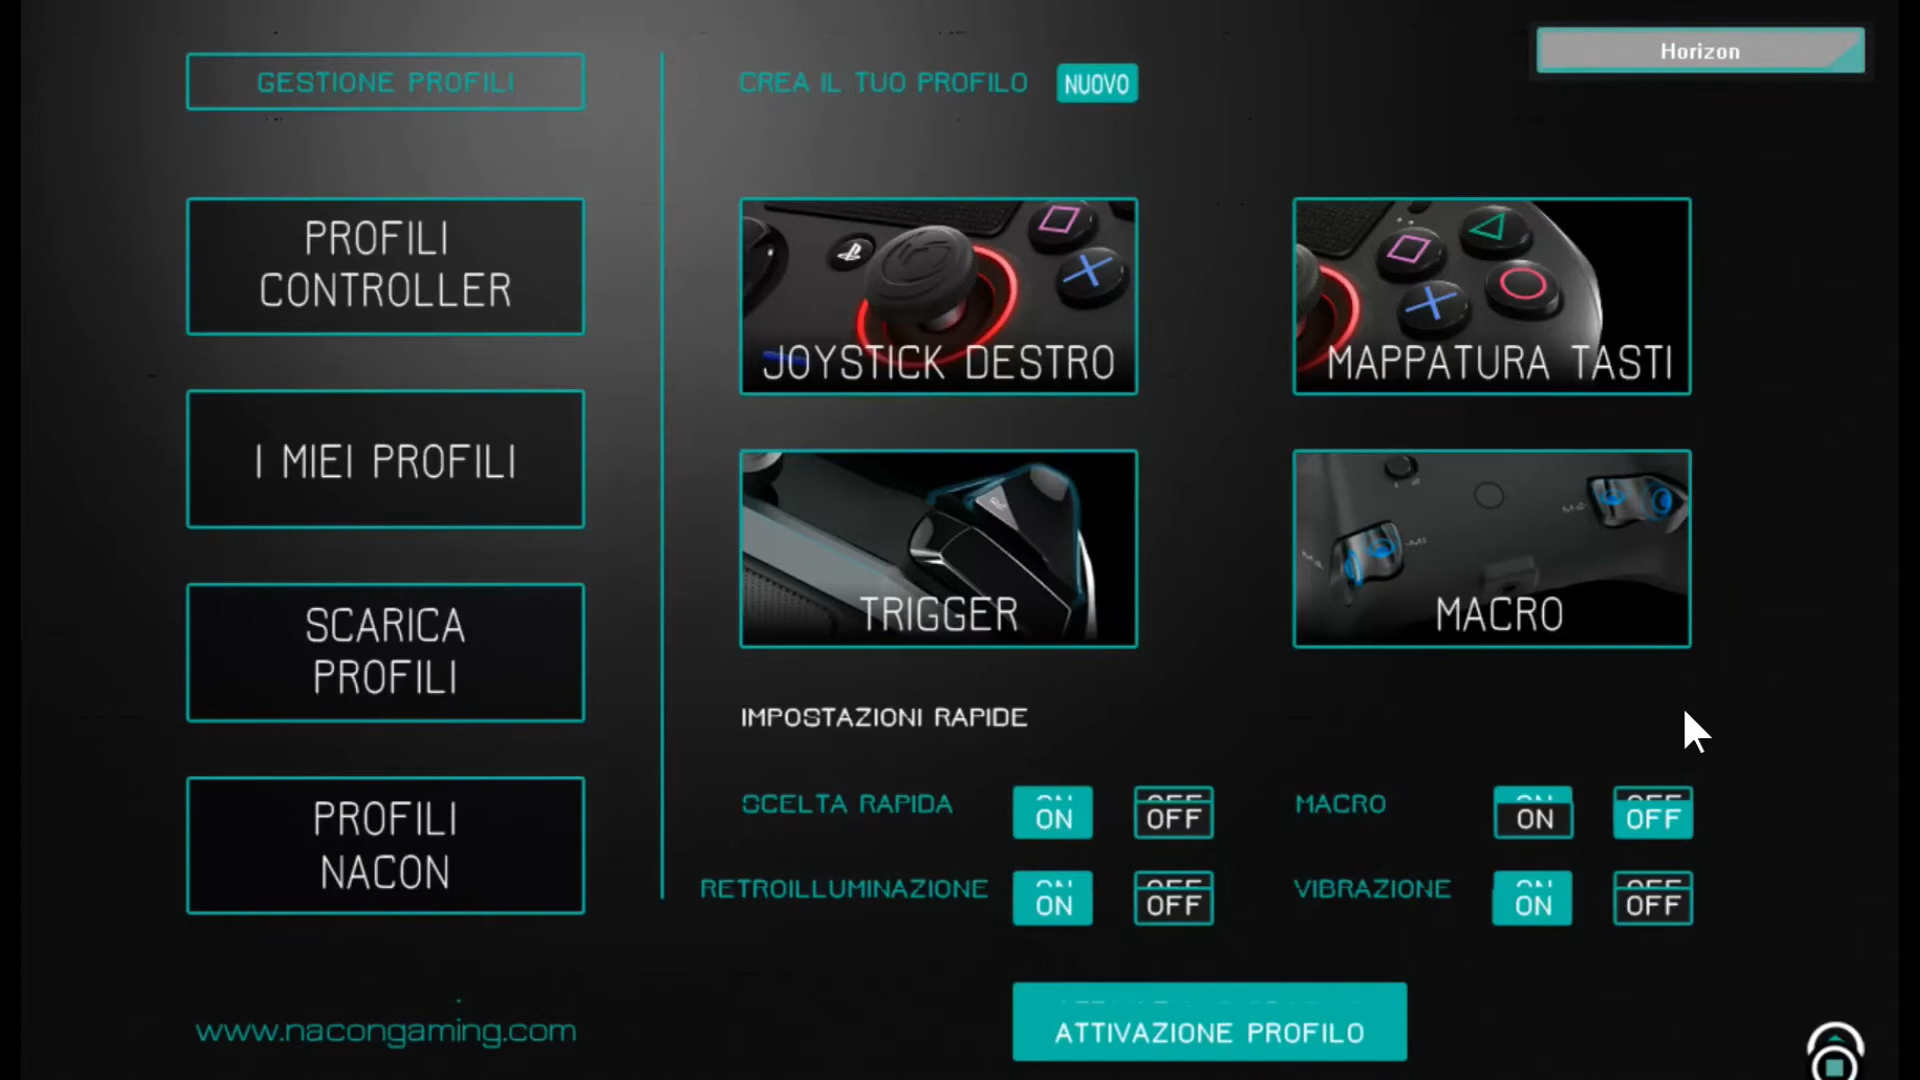 GESTIONE PROFILI
CREA IL TUO PROFILO NUOVO
Horizon
PROFILI
CONTROLLER
I MIEI PROFILI
SCARICA
PROFILI
PROFILI
NACON
JOYSTICK DESTRO
MAPPATURA TASTI
TRIGGER
MACRO
IMPOSTAZIONI RAPIDE
SCELTA RAPIDA ON OFF
MACRO ON OFF
RETROILLUMINAZIONE ON OFF
VIBRAZIONE ON OFF
www.nacongaming.com
ATTIVAZIONE PROFILO